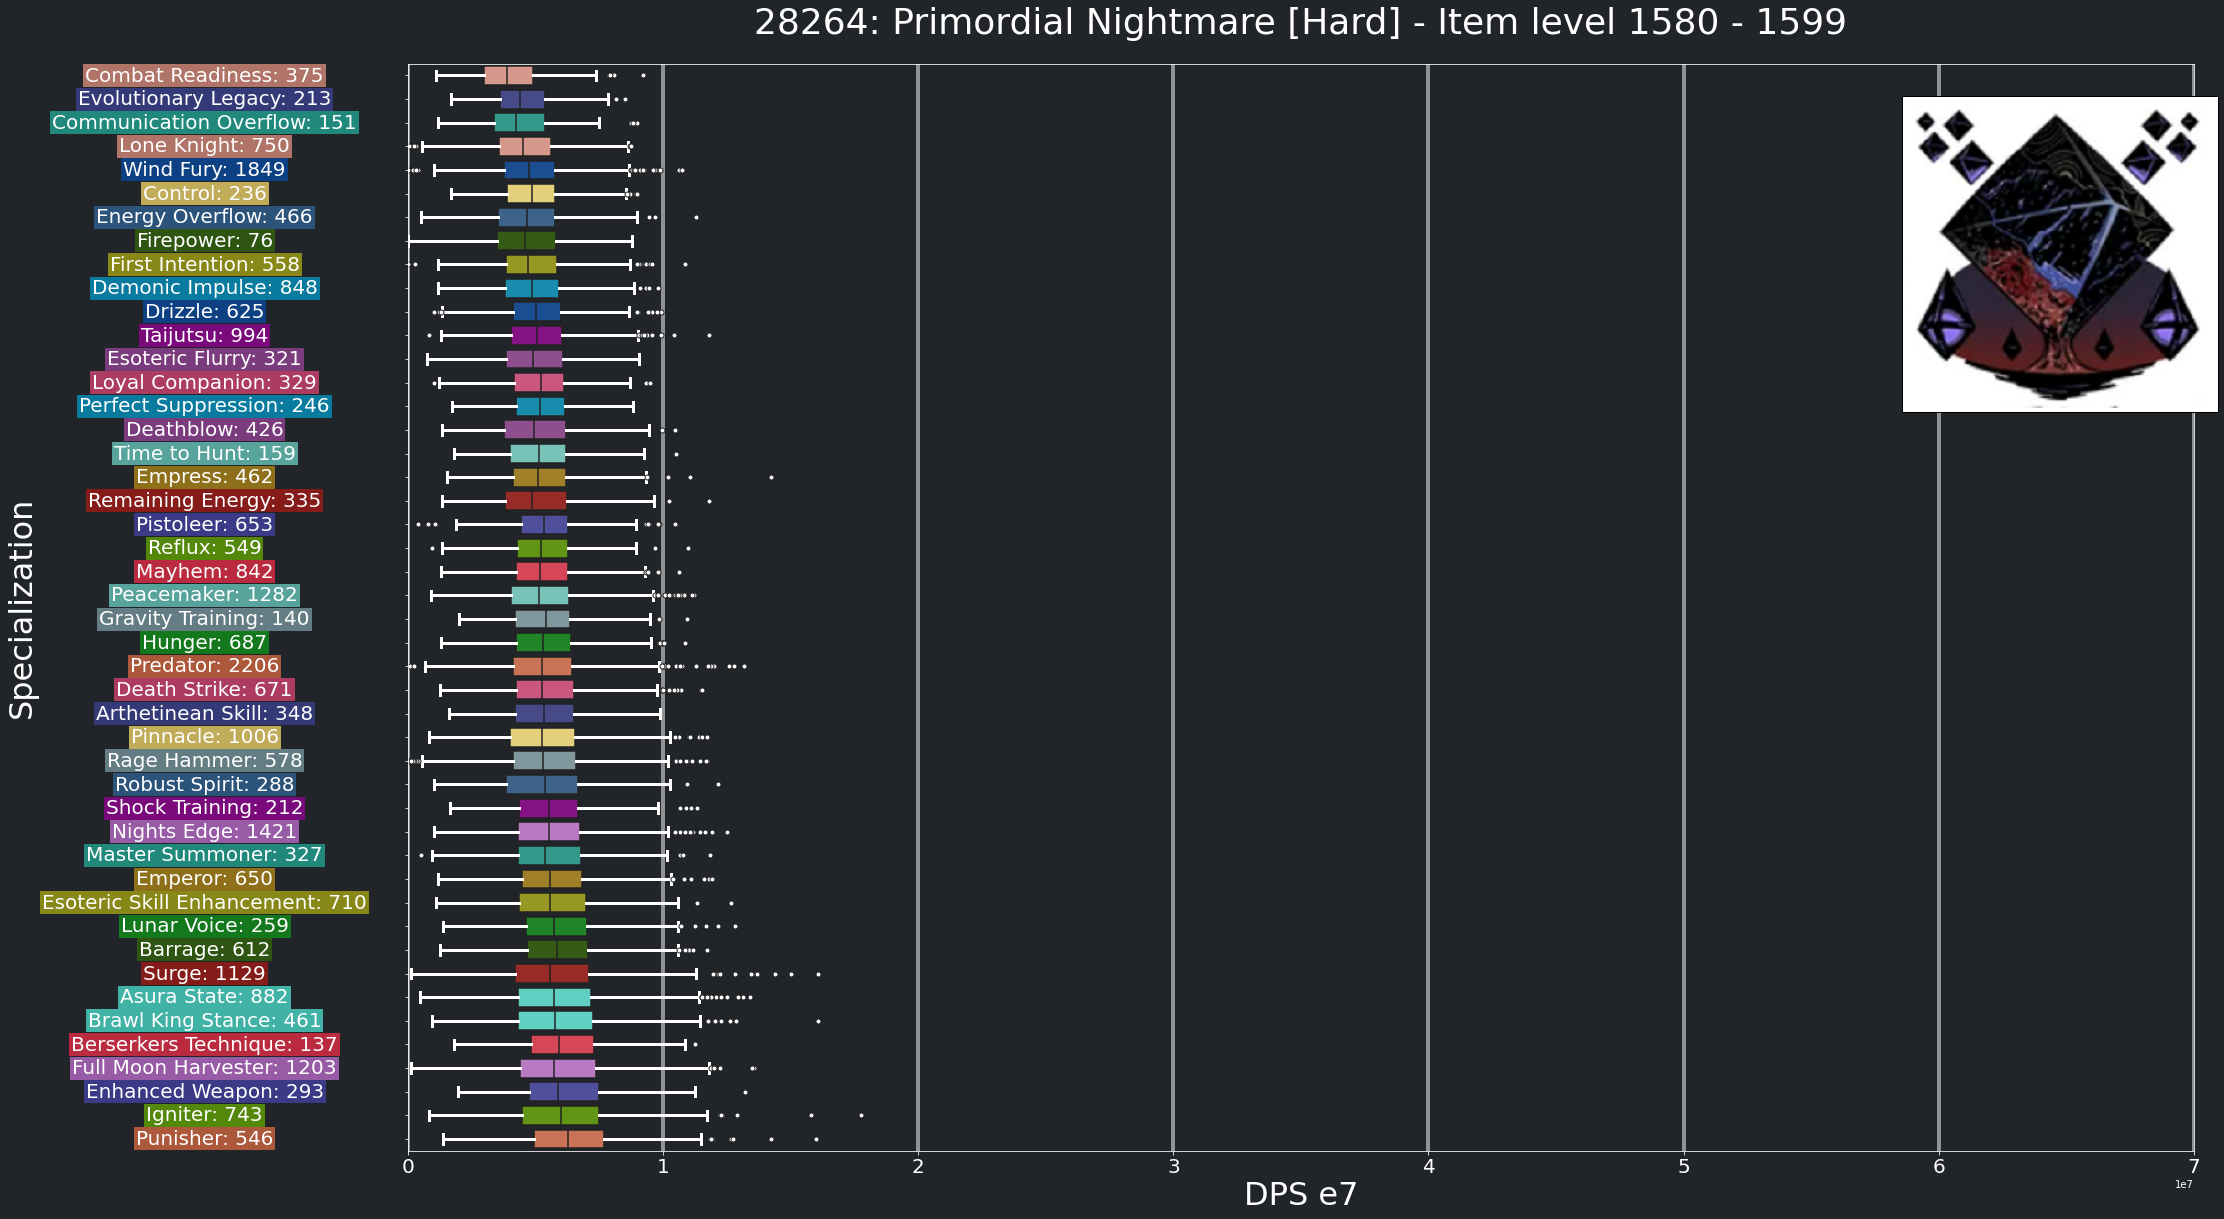 28264: Primordial Nightmare [Hard] - Item level 1580 - 1599
Combat Readiness: 375
Evolutionary Legacy: 213
Communication Overflow: 151
Lone Knight: 750
Wind Fury: 1849
Control: 236
Energy Overflow: 466
Firepower: 76
First Intention: 558
Demonic Impulse: 848
Drizzle: 625
Taijutsu: 994
Esoteric Flurry: 321
Loyal Companion: 329
Perfect Suppression: 246
Deathblow: 426
Time to Hunt: 159
Empress: 462
Remaining Energy: 335
Pistoleer: 653
Reflux: 549
Mayhem: 842
Peacemaker: 1282
Gravity Training: 140
Hunger: 687
Predator: 2206
Death Strike: 671
Arthetinean Skill: 348
Pinnacle: 1006
Rage Hammer: 578
Robust Spirit: 288
Shock Training: 212
Nights Edge: 1421
Master Summoner: 327
Emperor: 650
Esoteric Skill Enhancement: 710
Lunar Voice: 259
Barrage: 612
Surge: 1129
Asura State: 882
Brawl King Stance: 461
Berserkers Technique: 137
Full Moon Harvester: 1203
Enhanced Weapon: 293
Igniter: 743
Punisher: 546
Specialization
0 1 2 3 4 5 6 7
1e7
DPS e7